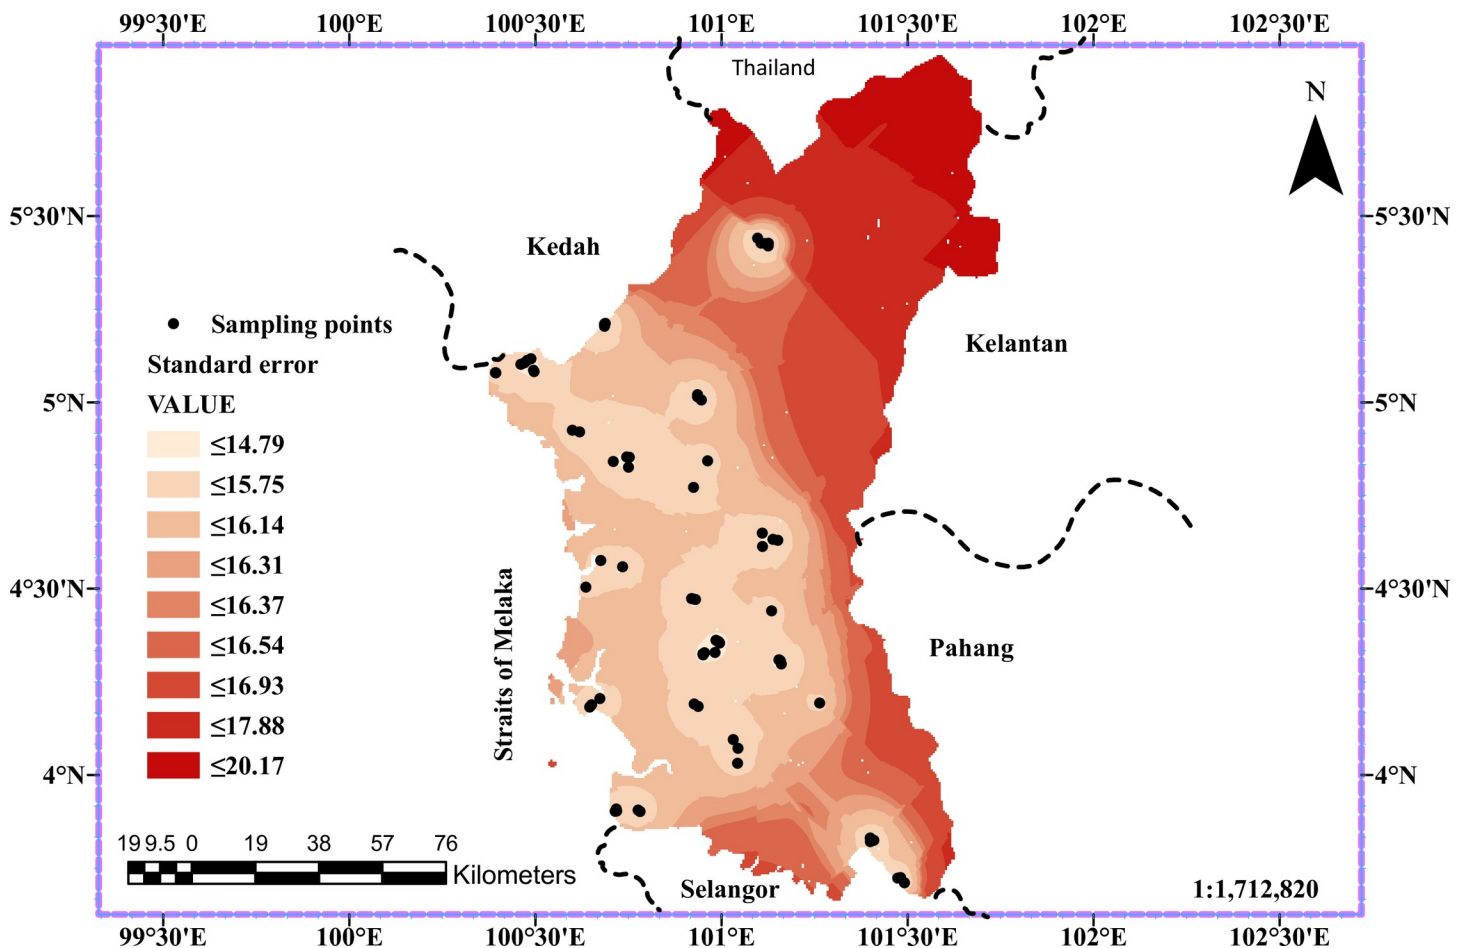 99°30'E 100°E 100°30'E 101°E 101°30'E 102°E 102°30'E
Thailand
N
5°30'N 5°30'N
Kedah
Sampling points
Kelantan
Standard error
5°N 5°N
VALUE
≤14.79
≤15.75
≤16.14
≤16.31
≤16.37
≤16.54
≤16.93
≤17.88
≤20.17
4°30'N 4°30'N
Straits of Melaka
Pahang
4°N 4°N
19 9.5 0 19 38 57 76
Kilometers
Selangor
1:1,712,820
99°30'E 100°E 100°30'E 101°E 101°30'E 102°E 102°30'E